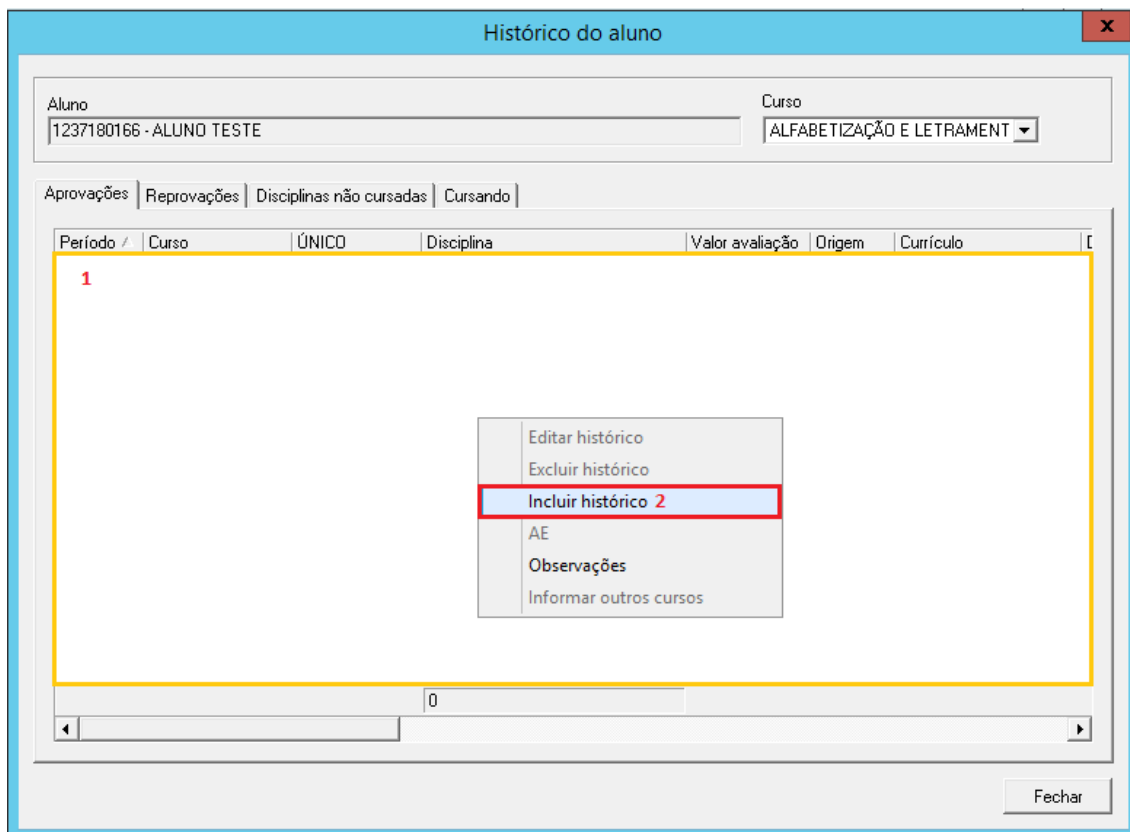 Histórico do aluno
x
Aluno
Curso
1237180166 - ALUNO TESTE
ALFABETIZAÇÃO E LETRAMENT
Aprovações Reprovações Disciplinas não cursadas Cursando
Período Curso ÚNICO Disciplina Valor avaliação Origem Currículo
1
Editar histórico
Excluir histórico
Incluir histórico 2
AE
Observações
Informar outros cursos
0
Fechar